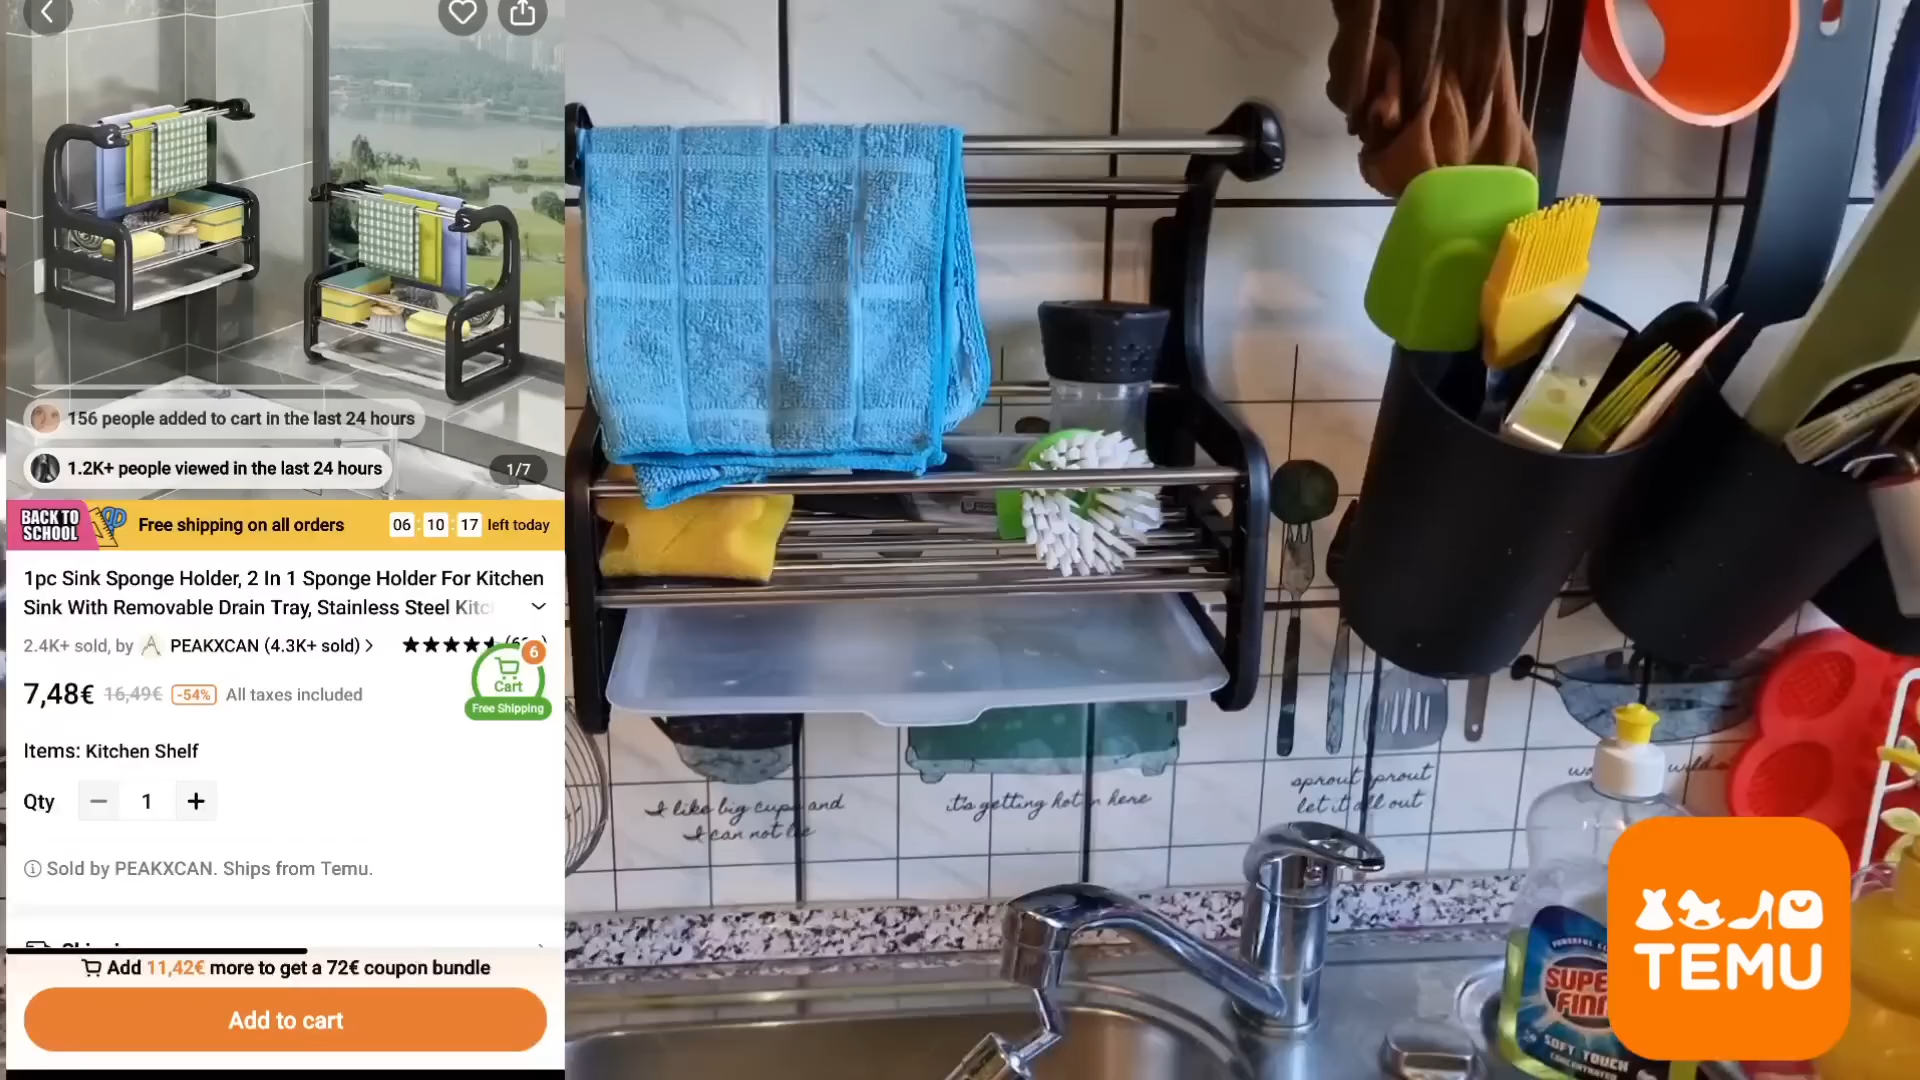 156 people added to cart in the last 24 hours
1.2K+ people viewed in the last 24 hours
1/7
BACK TO
SCHOOL
Free shipping on all orders
06 : 10 : 17 left today
1pc Sink Sponge Holder, 2 In 1 Sponge Holder For Kitchen
Sink With Removable Drain Tray, Stainless Steel
2.4K+ sold, by PEAKXCAN (4.3K+ sold)
6
Cart
Free Shipping
7,48€ 16,49€ -54% All taxes included
Items: Kitchen Shelf
Qty 1
Sold by PEAKXCAN. Ships from Temu.
Add 11,42€ more to get a 72€ coupon bundle
Add to cart
I like big cups and
I can not lie
it's getting hot in here
sprout sprout
let it all out
SOFT TOUCH
TEMU